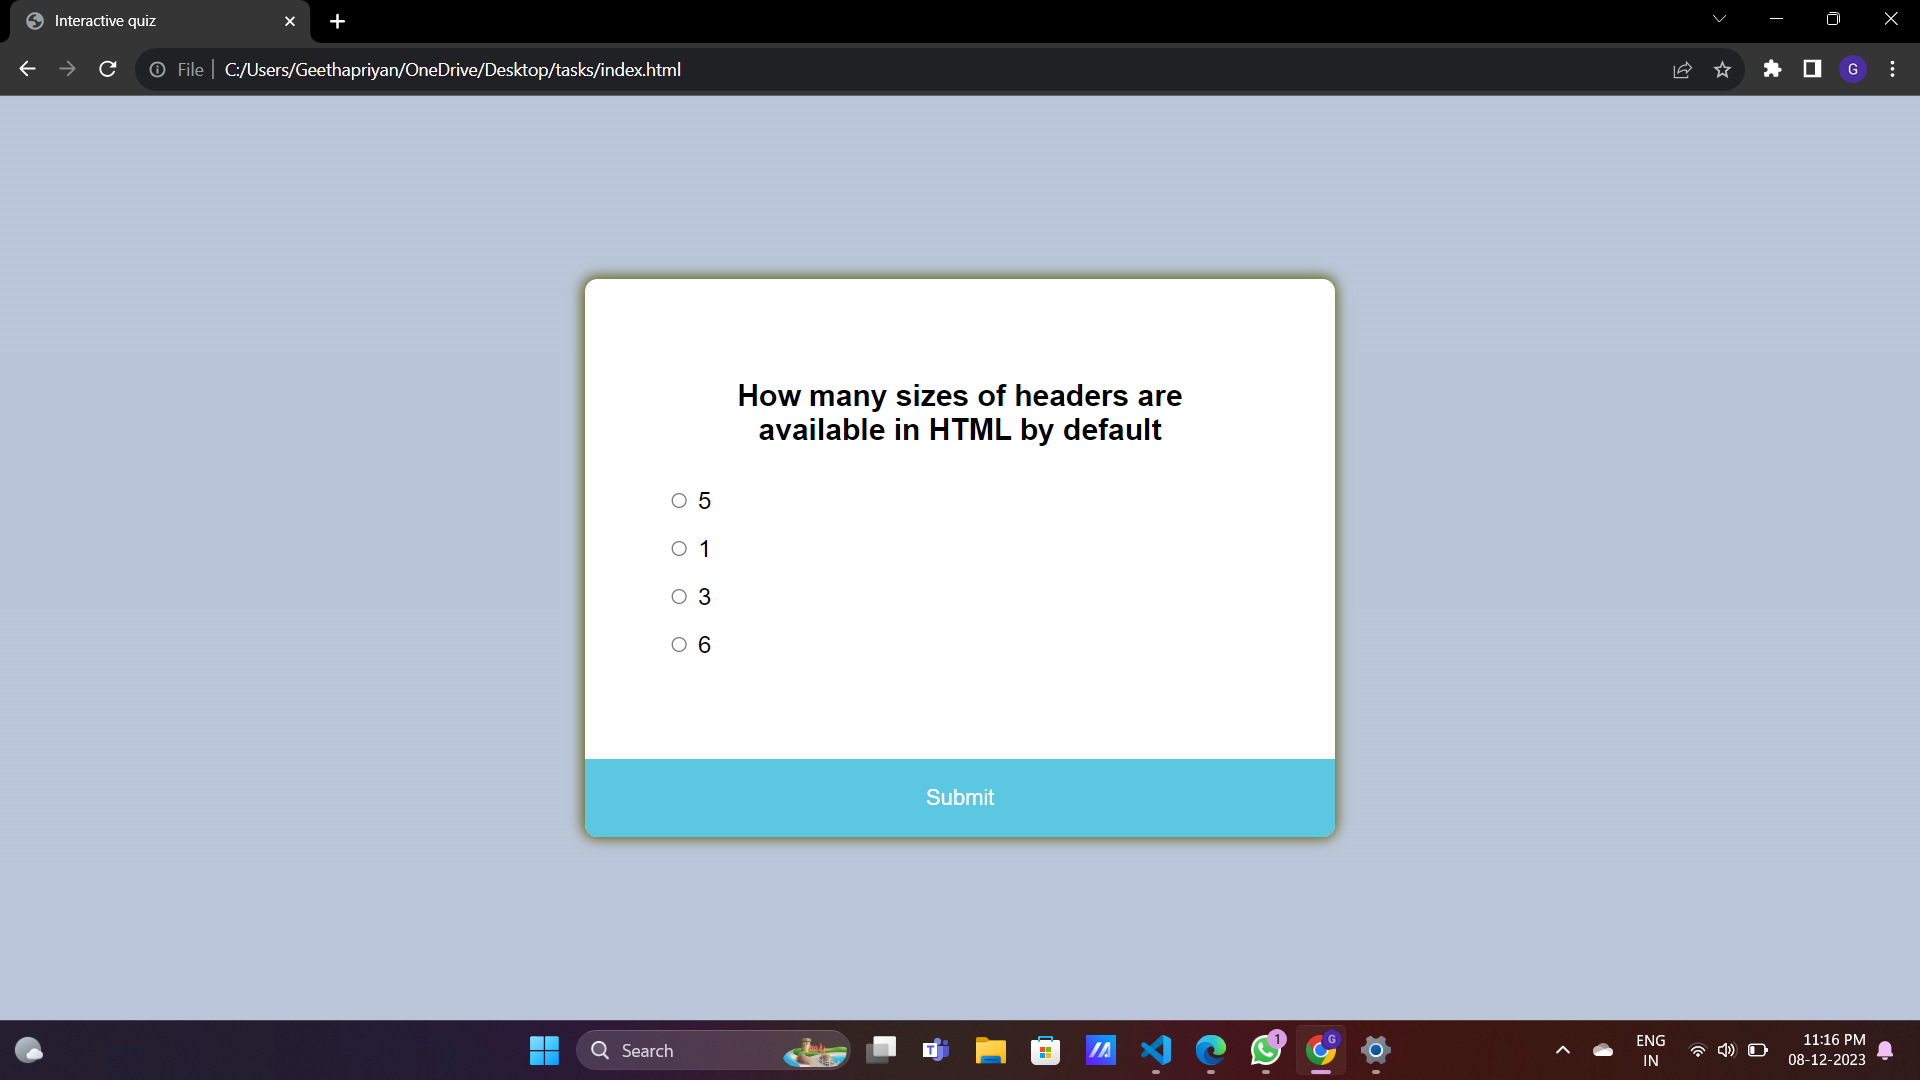 Interactive quiz
File
C:/Users/Geethapriyan/OneDrive/Desktop/tasks/index.html
G
How many sizes of headers are
available in HTML by default
5
1
3
6
Submit
Search
T
1
G
ENG
IN
11:16 PM
08-12-2023